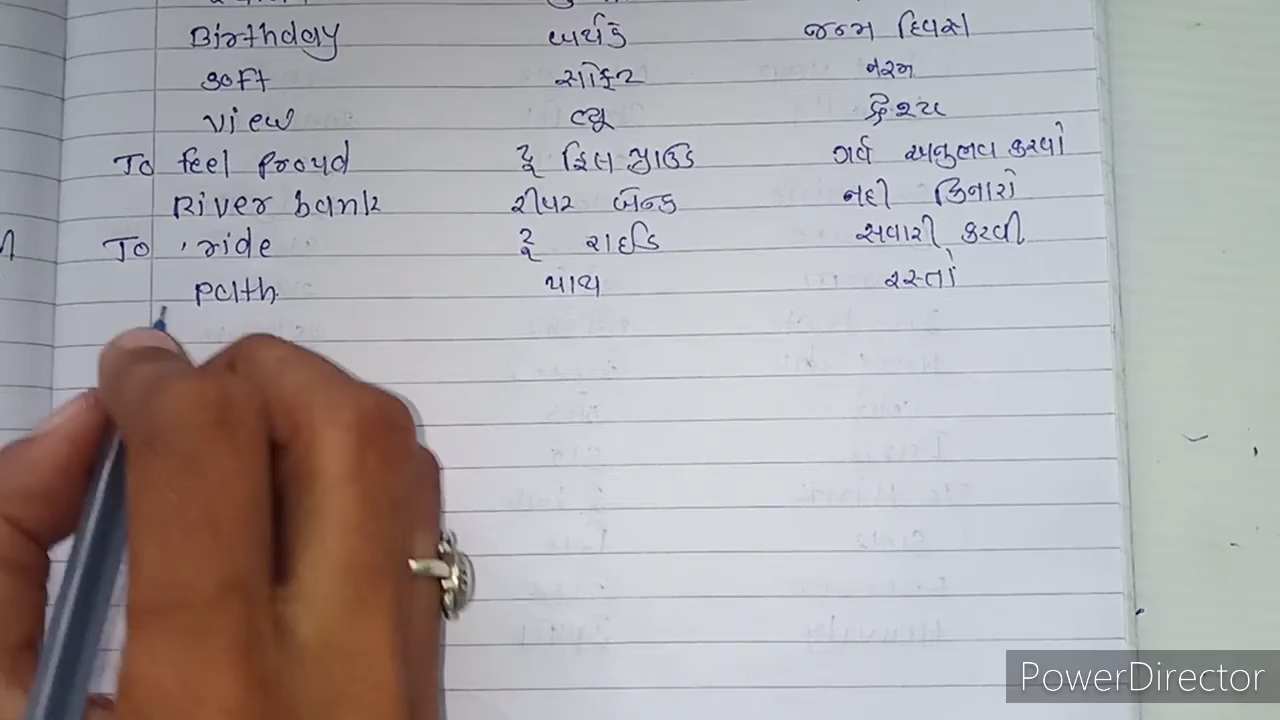 Birthday બર્થડે જન્મ દિવસ
soft સોફ્ટ નરમ
view વ્યૂ દ્રશ્ય
To feel proud ટૂ ફિલ પ્રાઉડ ગર્વ અનુભવ કરવો
River bank રીવર બૅન્ક નદી કિનારો
To ride ટૂ રાઈડ સવારી કરવી
path પાથ રસ્તો
PowerDirector